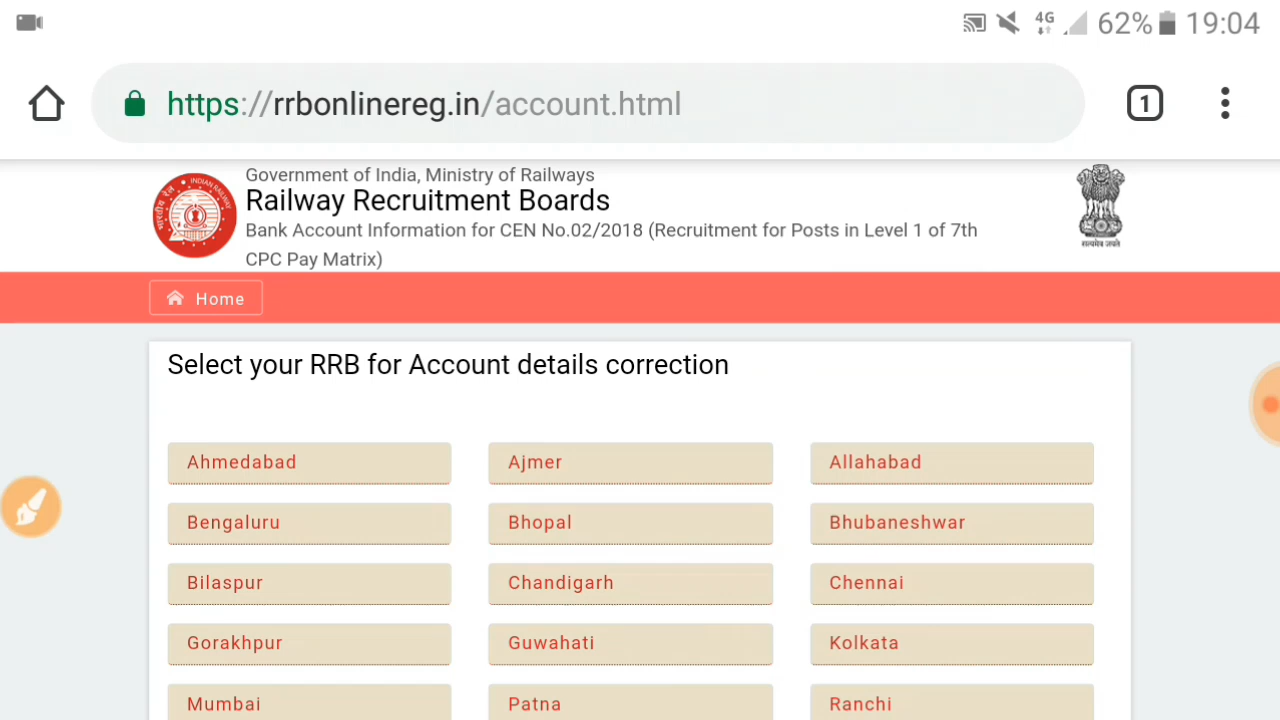 4G 62% 19:04
https://rrbonlinereg.in/account.html 1
Government of India, Ministry of Railways
Railway Recruitment Boards
Bank Account Information for CEN No.02/2018 (Recruitment for Posts in Level 1 of 7th
CPC Pay Matrix)
सत्यमेव जयते
Home
Select your RRB for Account details correction
Ahmedabad Ajmer Allahabad
Bengaluru Bhopal Bhubaneshwar
Bilaspur Chandigarh Chennai
Gorakhpur Guwahati Kolkata
Mumbai Patna Ranchi